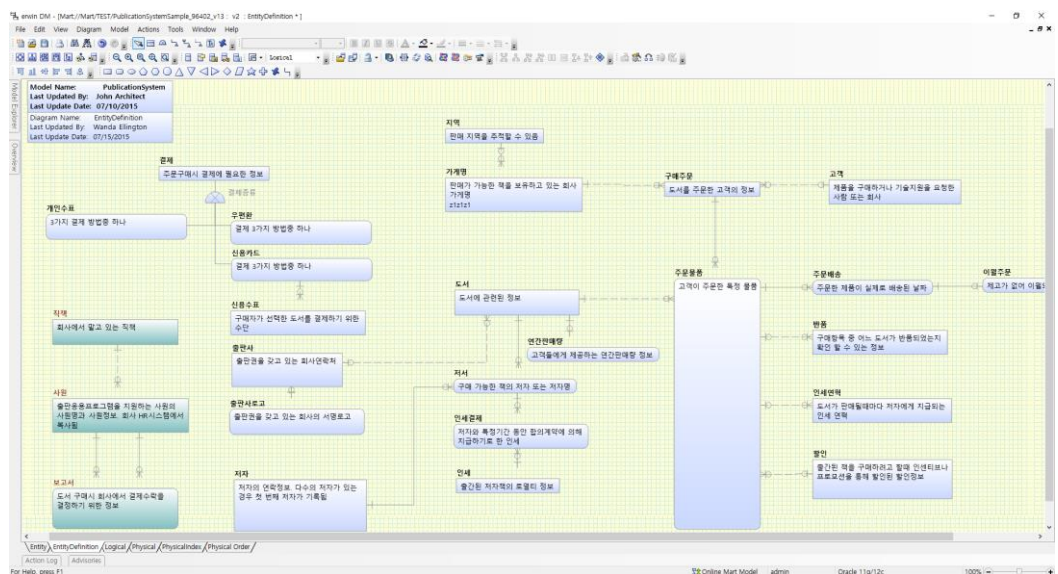 erwin DM - [Mart://Mart/TEST/PublicationSystemSample_96402_v13 : v2 : EntityDefinition * ]
File Edit View Diagram Model Actions Tools Window Help
Logical
Model Explorer
Overview
Model Name: PublicationSystem
Last Updated By: John Architect
Last Update Date: 07/10/2015
Diagram Name: EntityDefinition
Last Updated By: Wanda Ellington
Last Update Date: 07/15/2015
지역
판매 지역을 추적할 수 있음
결제
주문구매시 결제에 필요한 정보
결제종류
가게명
판매가 가능한 책을 보유하고 있는 회사
가게명
z1z1z1
구매주문
도서를 주문한 고객의 정보
고객
제품을 구매하거나 기술지원을 요청한
사람 또는 회사
개인수표
3가지 결제 방법중 하나
우편환
결제 3가지 방법중 하나
신용카드
결제 3가지 방법중 하나
신용수표
구매자가 선택한 도서를 결제하기 위한
수단
도서
도서에 관련된 정보
주문물품
고객이 주문한 특정 물품
주문배송
주문한 제품이 실제로 배송된 날짜
이월주문
재고가 없어 이월
직책
회사에서 맡고 있는 직책
출판사
출판권을 갖고 있는 회사연락처
연간판매량
고객들에게 제공하는 연간판매량 정보
반품
구매항목 중 어느 도서가 반품되었는지
확인 할 수 있는 정보
저서
구매 가능한 책의 저자 또는 저자명
사원
출판응용프로그램을 지원하는 사원의
사원명과 사원정보. 회사 HR시스템에서
복사됨
출판사로고
출판권을 갖고 있는 회사의 서명로고
인세결제
저자와 특정기간 동안 합의계약에 의해
지급하기로 한 인세
인세면역
도서가 판매될때마다 저자에게 지급되는
인세 면역
보고서
도서 구매시 회사에서 결제수락을
결정하기 위한 정보
저자
저자의 연락정보. 다수의 저자가 있는
경우 첫 번째 저자가 기록됨
인세
출간된 저자책의 로열티 정보
할인
출간된 책을 구매하려고 할때 인센티브나
프로모션을 통해 할인된 할인정보
Entity EntityDefinition Logical Physical PhysicalIndex Physical Order
Action Log Advisories
For Help, press F1
Online Mart Model admin Oracle 11g/12c 100%